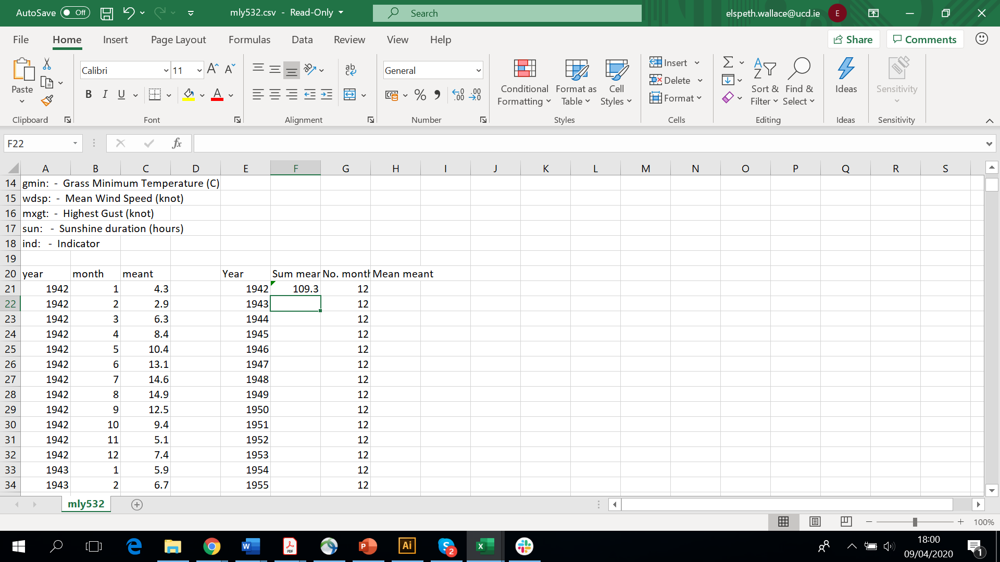 AutoSave Off mly532.csv - Read-Only Search elspeth.wallace@ucd.ie E
File Home Insert Page Layout Formulas Data Review View Help Share Comments
Paste
Calibri 11
B I U
ab
General
Conditional Formatting
Format as Table
Cell Styles
Insert
Delete
Format
Sort & Filter
Find & Select
Ideas
Sensitivity
Clipboard Font Alignment Number Styles Cells Editing Ideas Sensitivity
F22 fx
A B C D E F G H I J K L M N O P Q R S
14 gmin: - Grass Minimum Temperature (C)
15 wdsp: - Mean Wind Speed (knot)
16 mxgt: - Highest Gust (knot)
17 sun: - Sunshine duration (hours)
18 ind: - Indicator
19
20 year month meant Year Sum mear No. month Mean meant
21 1942 1 4.3 1942 109.3 12
22 1942 2 2.9 1943 12
23 1942 3 6.3 1944 12
24 1942 4 8.4 1945 12
25 1942 5 10.4 1946 12
26 1942 6 13.1 1947 12
27 1942 7 14.6 1948 12
28 1942 8 14.9 1949 12
29 1942 9 12.5 1950 12
30 1942 10 9.4 1951 12
31 1942 11 5.1 1952 12
32 1942 12 7.4 1953 12
33 1943 1 5.9 1954 12
34 1943 2 6.7 1955 12
mly532
100%
18:00
09/04/2020
2
1